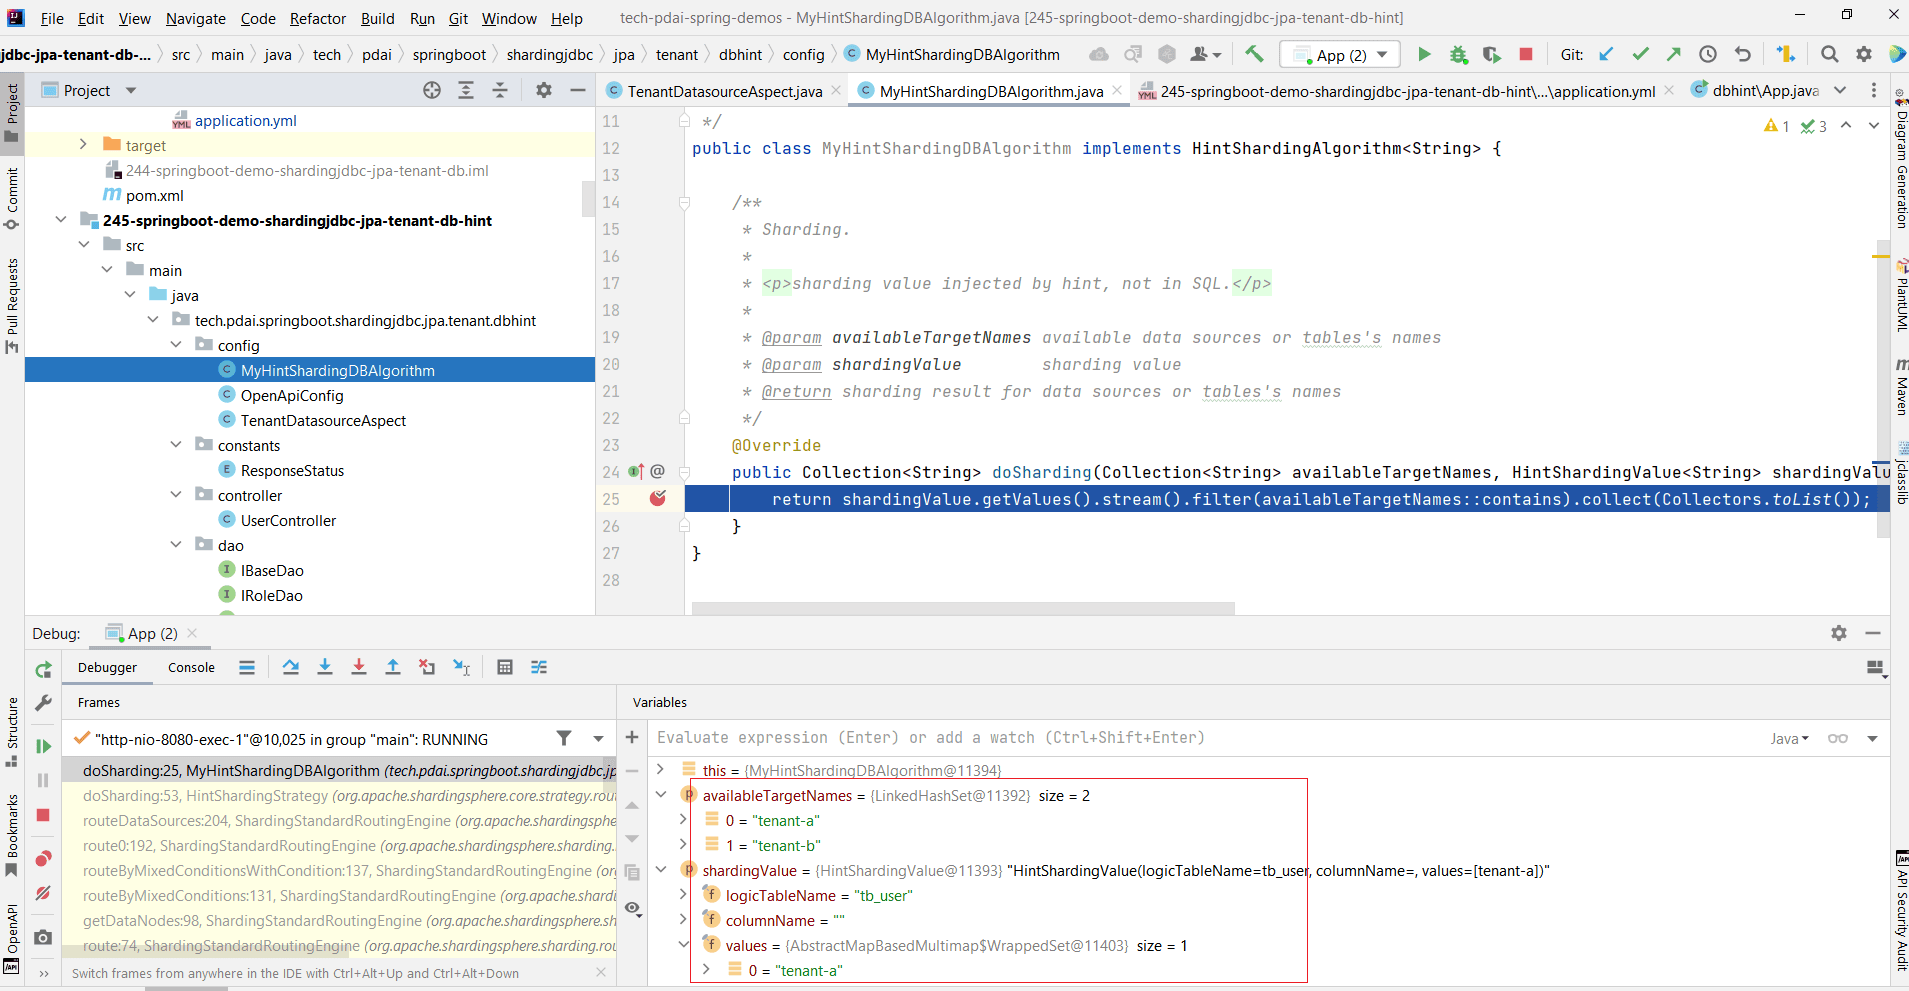 File Edit View Navigate Code Refactor Build Run Git Window Help tech-pdai-spring-demos - MyHintShardingDBAlgorithm.java [245-springboot-demo-shardingjdbc-jpa-tenant-db-hint]
jdbc-jpa-tenant-db-... src main java tech pdai springboot shardingjdbc jpa tenant dbhint config MyHintShardingDBAlgorithm App (2) Git:
Project
TenantDatasourceAspect.java MyHintShardingDBAlgorithm.java 245-springboot-demo-shardingjdbc-jpa-tenant-db-hint\...\application.yml dbhint\App.java
Project
Commit
Pull Requests
Structure
Bookmarks
OpenAPI
application.yml
target
244-springboot-demo-shardingjdbc-jpa-tenant-db.iml
pom.xml
245-springboot-demo-shardingjdbc-jpa-tenant-db-hint
src
main
java
tech.pdai.springboot.shardingjdbc.jpa.tenant.dbhint
config
MyHintShardingDBAlgorithm
OpenApiConfig
TenantDatasourceAspect
constants
ResponseStatus
controller
UserController
dao
IBaseDao
IRoleDao
1 3
11 */
12 public class MyHintShardingDBAlgorithm implements HintShardingAlgorithm<String> {
13
14 /**
15 * Sharding.
16 *
17 * <p>sharding value injected by hint, not in SQL.</p>
18 *
19 * @param availableTargetNames available data sources or tables's names
20 * @param shardingValue sharding value
21 * @return sharding result for data sources or tables's names
22 */
23 @Override
24 public Collection<String> doSharding(Collection<String> availableTargetNames, HintShardingValue<String> shardingValu
25 return shardingValue.getValues().stream().filter(availableTargetNames::contains).collect(Collectors.toList());
26 }
27 }
28
Diagram Generation
PlantUML
Maven
jclasslib
API Security Audit
Debug: App (2)
Debugger Console
Frames
"http-nio-8080-exec-1"@10,025 in group "main": RUNNING
doSharding:25, MyHintShardingDBAlgorithm (tech.pdai.springboot.shardingjdbc.jp
doSharding:53, HintShardingStrategy (org.apache.shardingsphere.core.strategy.rou
routeDataSources:204, ShardingStandardRoutingEngine (org.apache.shardingsphe
route0:192, ShardingStandardRoutingEngine (org.apache.shardingsphere.sharding.
routeByMixedConditionsWithCondition:137, ShardingStandardRoutingEngine (org
routeByMixedConditions:131, ShardingStandardRoutingEngine (org.apache.sharding
getDataNodes:98, ShardingStandardRoutingEngine (org.apache.shardingsphere.sh
route:74, ShardingStandardRoutingEngine (org.apache.shardingsphere.sharding.rou
Switch frames from anywhere in the IDE with Ctrl+Alt+Up and Ctrl+Alt+Down
Variables
Evaluate expression (Enter) or add a watch (Ctrl+Shift+Enter) Java
this = {MyHintShardingDBAlgorithm@11394}
availableTargetNames = {LinkedHashSet@11392} size = 2
0 = "tenant-a"
1 = "tenant-b"
shardingValue = {HintShardingValue@11393} "HintShardingValue(logicTableName=tb_user, columnName=, values=[tenant-a])"
logicTableName = "tb_user"
columnName = ""
values = {AbstractMapBasedMultimap$WrappedSet@11403} size = 1
0 = "tenant-a"